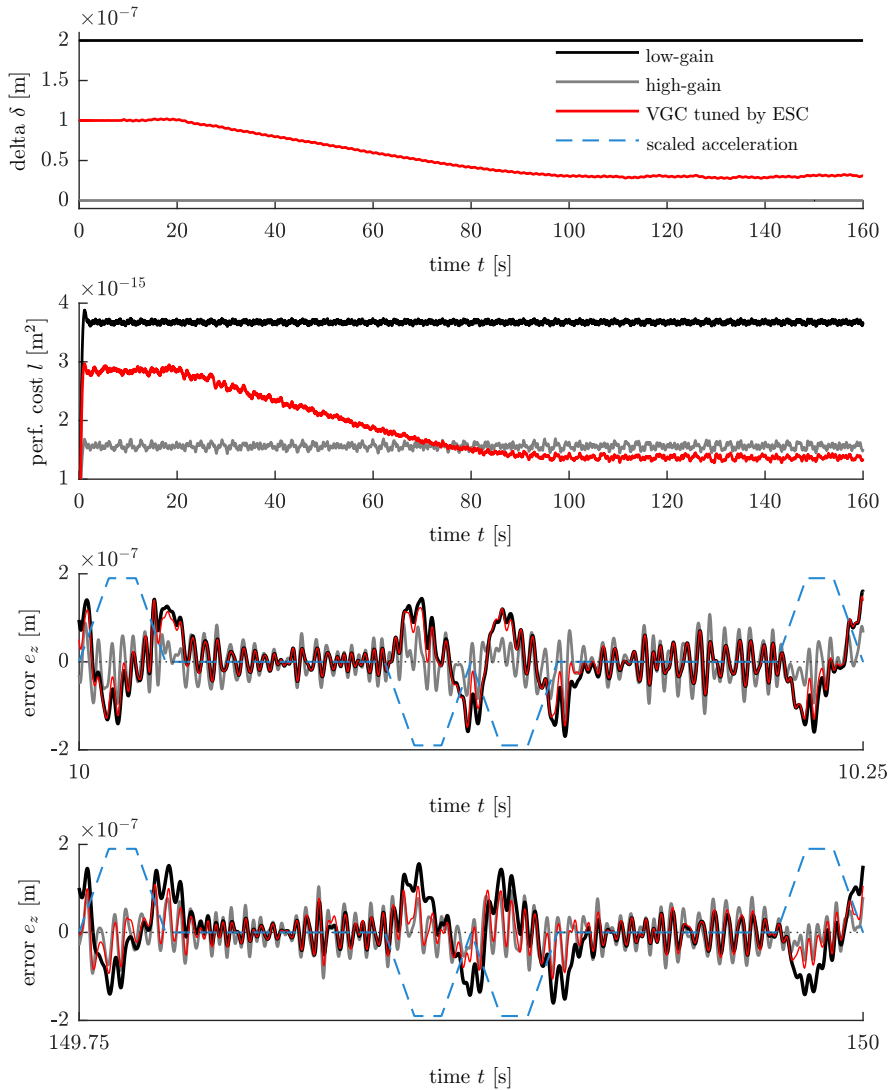 ×10⁻⁷
delta δ [m]
2
1.5
1
0.5
0
low-gain
high-gain
VGC tuned by ESC
scaled acceleration
0 20 40 60 80 100 120 140 160
time t [s]
×10⁻¹⁵
perf. cost l [m²]
4
3
2
1
0 20 40 60 80 100 120 140 160
time t [s]
×10⁻⁷
error e_z [m]
2
0
-2
10 10.25
time t [s]
×10⁻⁷
error e_z [m]
2
0
-2
149.75 150
time t [s]